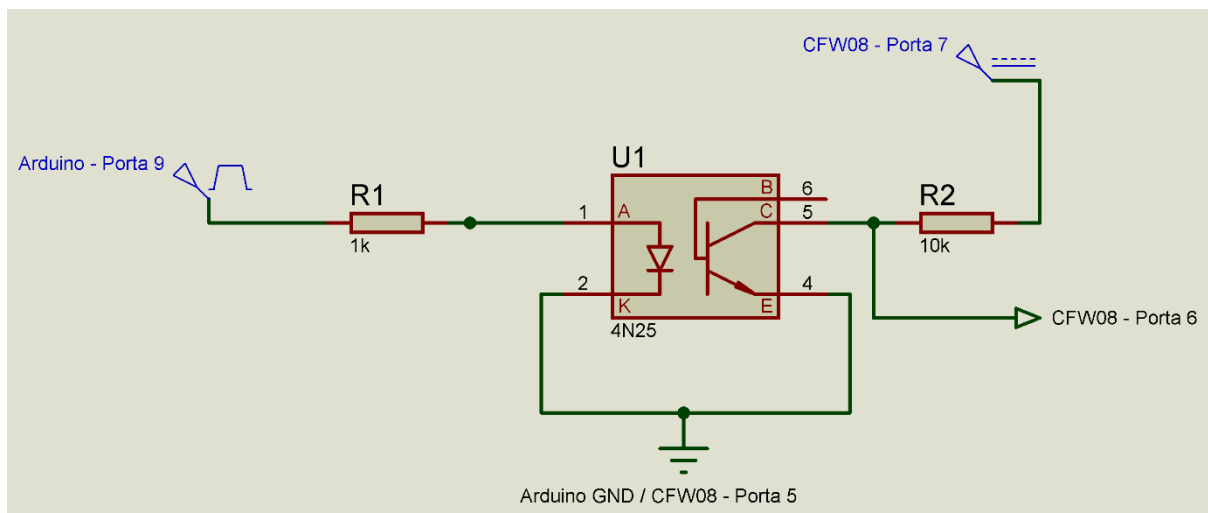 CFW08 - Porta 7
Arduino - Porta 9
R1
1k
U1
1
2
A
K
B
C
E
6
5
4
4N25
R2
10k
CFW08 - Porta 6
Arduino GND / CFW08 - Porta 5